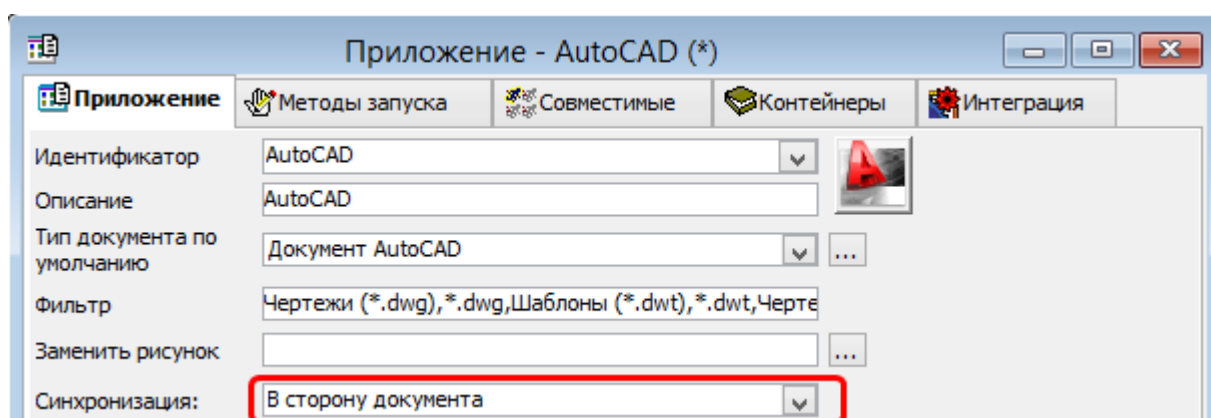 Приложение - AutoCAD (*)
Приложение Методы запуска Совместимые Контейнеры Интеграция
Идентификатор AutoCAD
Описание AutoCAD
Тип документа по
умолчанию Документ AutoCAD ...
Фильтр Чертежи (*.dwg),*.dwg,Шаблоны (*.dwt),*.dwt,Черте
Заменить рисунок ...
Синхронизация: В сторону документа